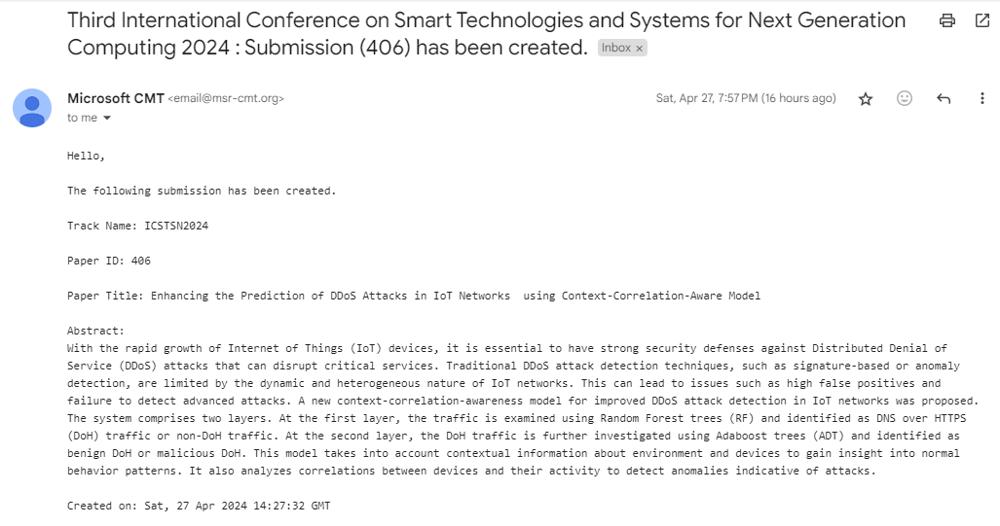 Third International Conference on Smart Technologies and Systems for Next Generation
Computing 2024 : Submission (406) has been created. Inbox ×
Microsoft CMT <email@msr-cmt.org> Sat, Apr 27, 7:57 PM (16 hours ago)
to me
Hello,
The following submission has been created.
Track Name: ICSTSN2024
Paper ID: 406
Paper Title: Enhancing the Prediction of DDoS Attacks in IoT Networks  using Context-Correlation-Aware Model
Abstract:
With the rapid growth of Internet of Things (IoT) devices, it is essential to have strong security defenses against Distributed Denial of
Service (DDoS) attacks that can disrupt critical services. Traditional DDoS attack detection techniques, such as signature-based or anomaly
detection, are limited by the dynamic and heterogeneous nature of IoT networks. This can lead to issues such as high false positives and
failure to detect advanced attacks. A new context-correlation-awareness model for improved DDoS attack detection in IoT networks was proposed.
The system comprises two layers. At the first layer, the traffic is examined using Random Forest trees (RF) and identified as DNS over HTTPS
(DoH) traffic or non-DoH traffic. At the second layer, the DoH traffic is further investigated using Adaboost trees (ADT) and identified as
benign DoH or malicious DoH. This model takes into account contextual information about environment and devices to gain insight into normal
behavior patterns. It also analyzes correlations between devices and their activity to detect anomalies indicative of attacks.
Created on: Sat, 27 Apr 2024 14:27:32 GMT